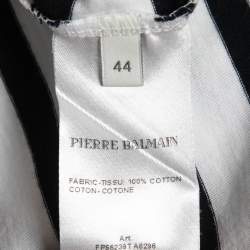 44
PIERRE BALMAIN
FABRIC-TISSU: 100% COTTON
COTON-COTONE
Art.